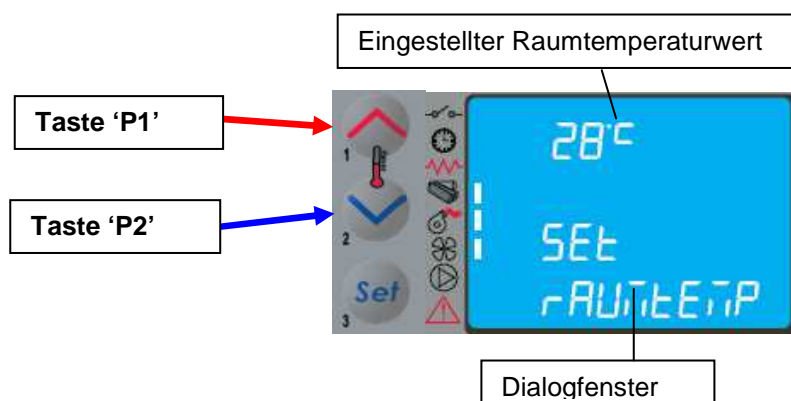 Eingestellter Raumtemperaturwert
Taste ‘P1’
1
28°C
Taste ‘P2’
2
SEt
Set
3
rAUmtEmP
Dialogfenster